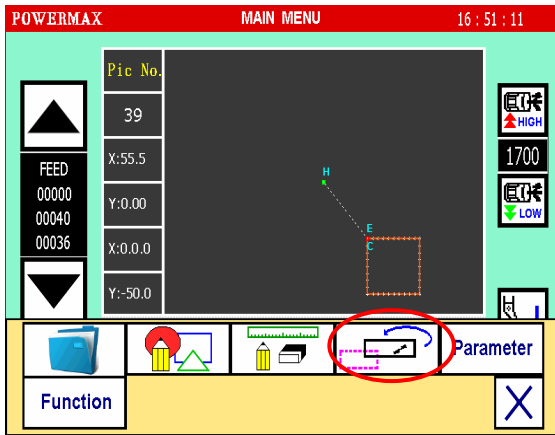 POWERMAX MAIN MENU 16 : 51 : 11
Pic No.
39
X:55.5
Y:0.00
X:0.0.0
Y:-50.0
FEED
00000
00040
00036
H
E
C
HIGH
1700
LOW
Parameter
Function
X